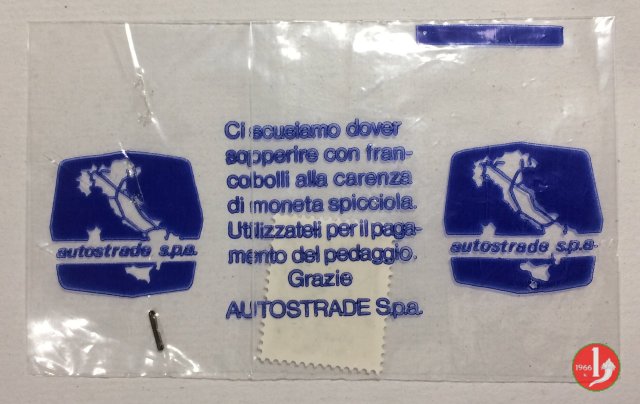 Ci scusiamo dover
sopperire con fran-
cobolli alla carenza
di moneta spicciola.
Utilizzateli per il paga-
mento del pedaggio.
Grazie
AUTOSTRADE S.p.a.
autostrade s.p.a.
autostrade s.p.a.
1966